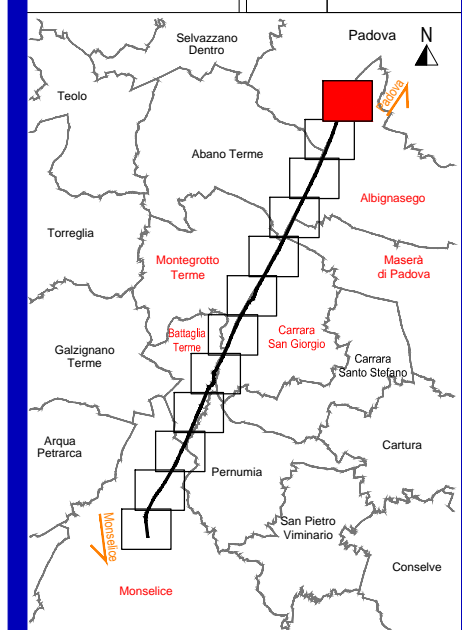 Selvazzano
Dentro
Padova
N
Teolo
Padova
Abano Terme
Albignasego
Torreglia
Montegrotto
Terme
Maserà
di Padova
Battaglia
Terme
Carrara
San Giorgio
Galzignano
Terme
Carrara
Santo Stefano
Arqua
Petrarca
Cartura
Pernumia
Monselice
San Pietro
Viminario
Conselve
Monselice